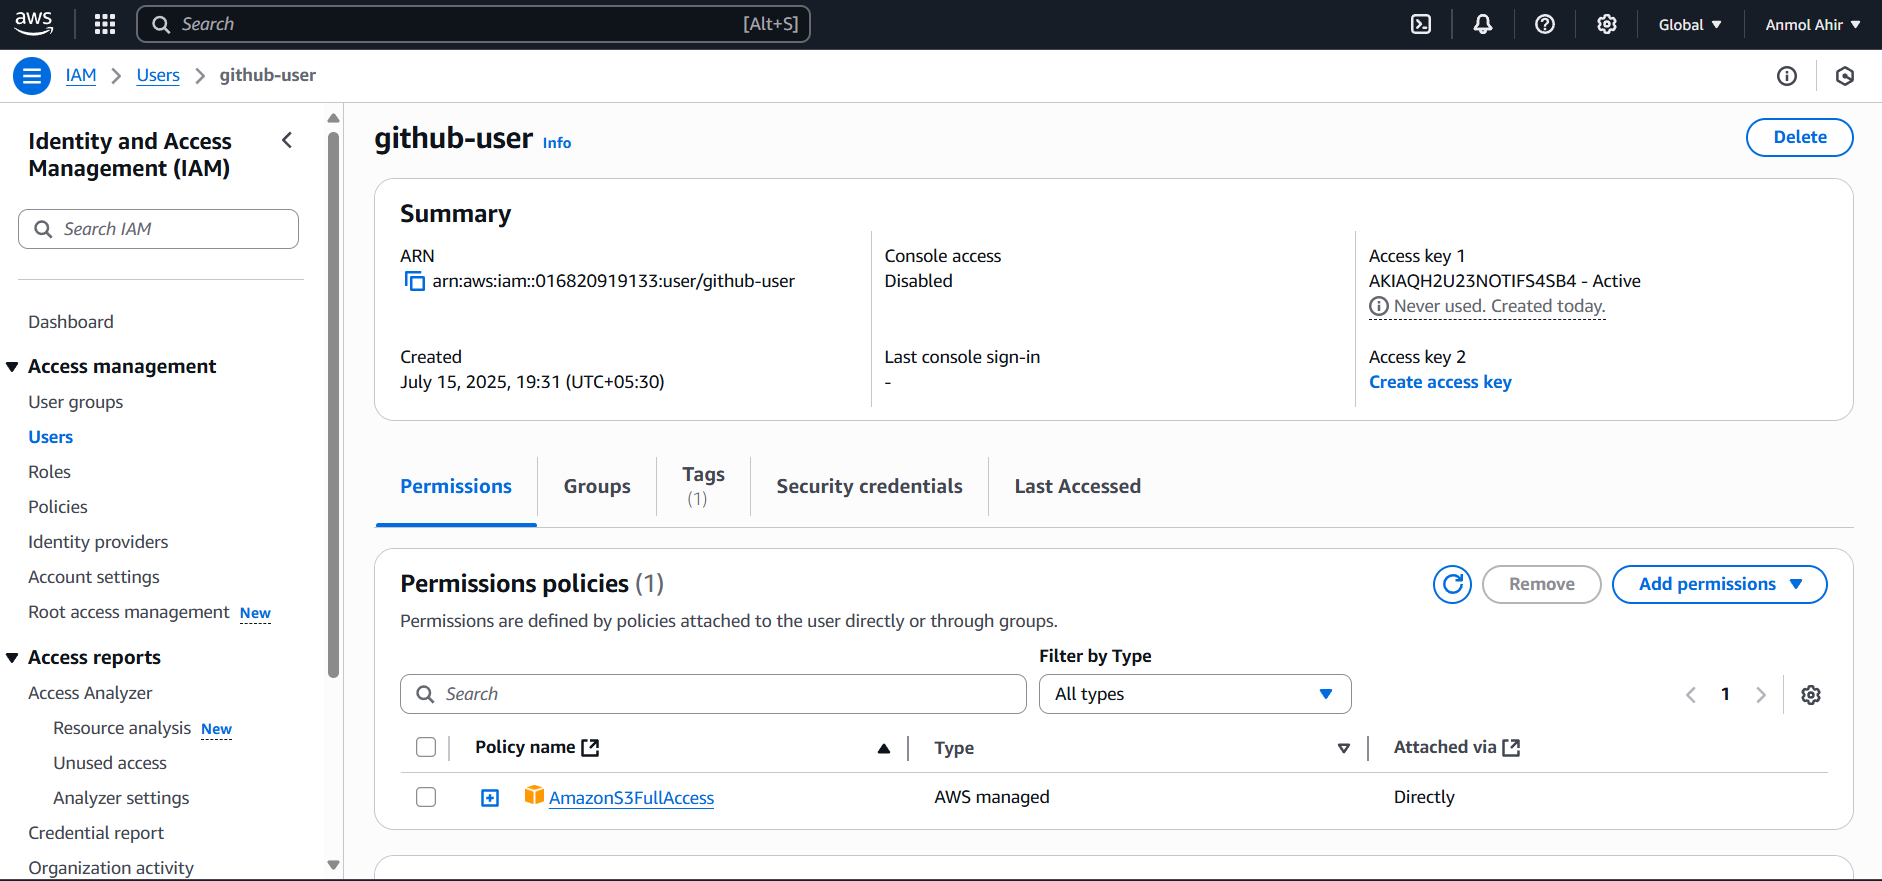 aws
Search
[Alt+S]
Global
Anmol Ahir
IAM
Users
github-user
Identity and Access
Management (IAM)
Search IAM
Dashboard
Access management
User groups
Users
Roles
Policies
Identity providers
Account settings
Root access management New
Access reports
Access Analyzer
Resource analysis New
Unused access
Analyzer settings
Credential report
Organization activity
github-user Info
Delete
Summary
ARN
arn:aws:iam::016820919133:user/github-user
Created
July 15, 2025, 19:31 (UTC+05:30)
Console access
Disabled
Last console sign-in
-
Access key 1
AKIAQH2U23NOTIFS4SB4 - Active
Never used. Created today.
Access key 2
Create access key
Permissions
Groups
Tags
(1)
Security credentials
Last Accessed
Permissions policies (1)
Remove
Add permissions
Permissions are defined by policies attached to the user directly or through groups.
Filter by Type
Search
All types
1
Policy name
Type
Attached via
AmazonS3FullAccess
AWS managed
Directly